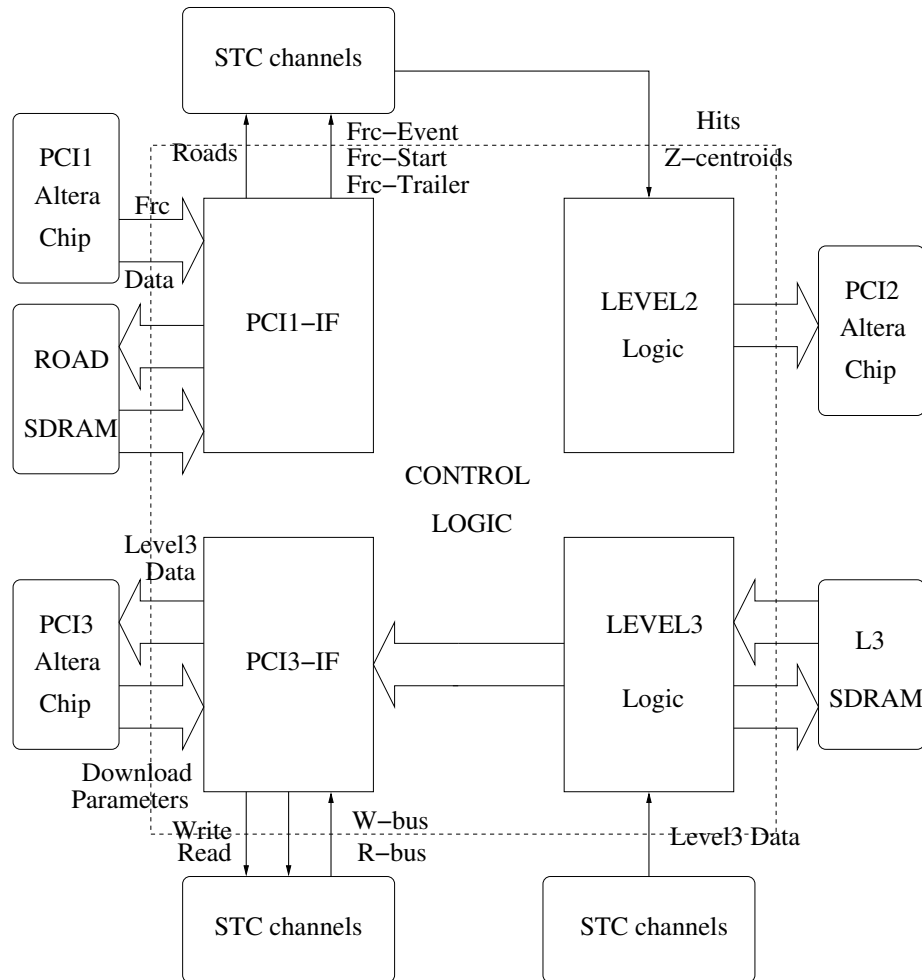 STC channels
Hits
Z−centroids
Roads
Frc−Event
Frc−Start
Frc−Trailer
PCI1
Altera
Chip
Frc
Data
PCI1−IF
LEVEL2
Logic
PCI2
Altera
Chip
ROAD
SDRAM
CONTROL
LOGIC
Level3
Data
PCI3
Altera
Chip
PCI3−IF
LEVEL3
Logic
L3
SDRAM
Download
Parameters
Write
Read
W−bus
R−bus
Level3 Data
STC channels
STC channels